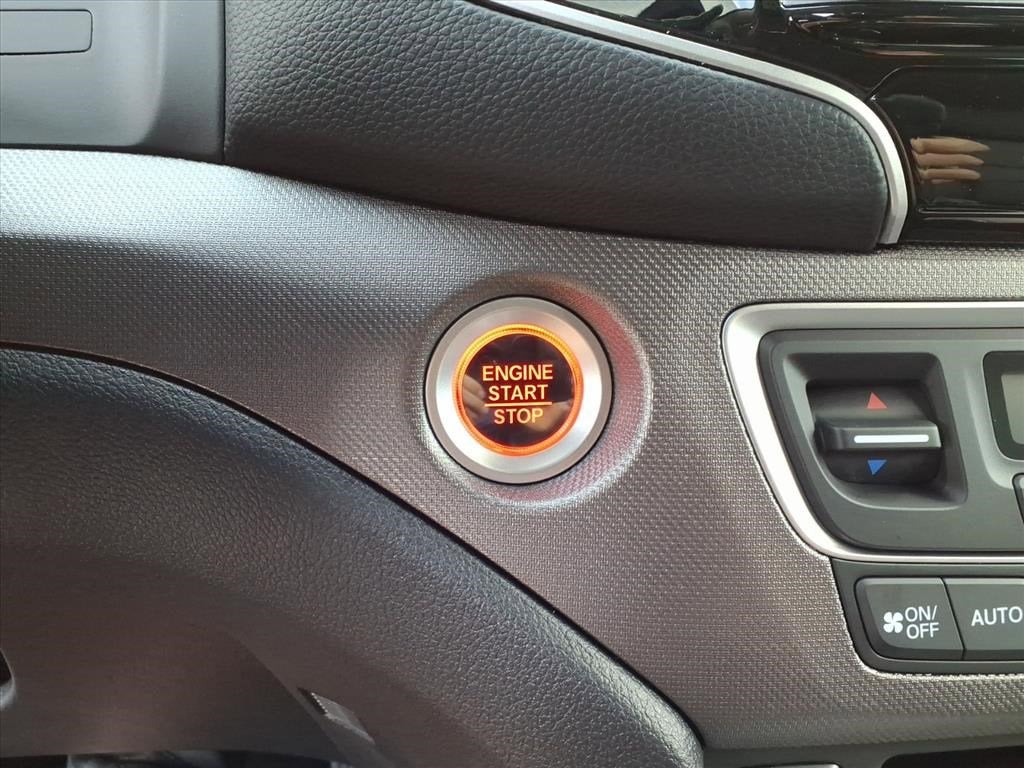 ENGINE
START
STOP
ON/
OFF
AUTO